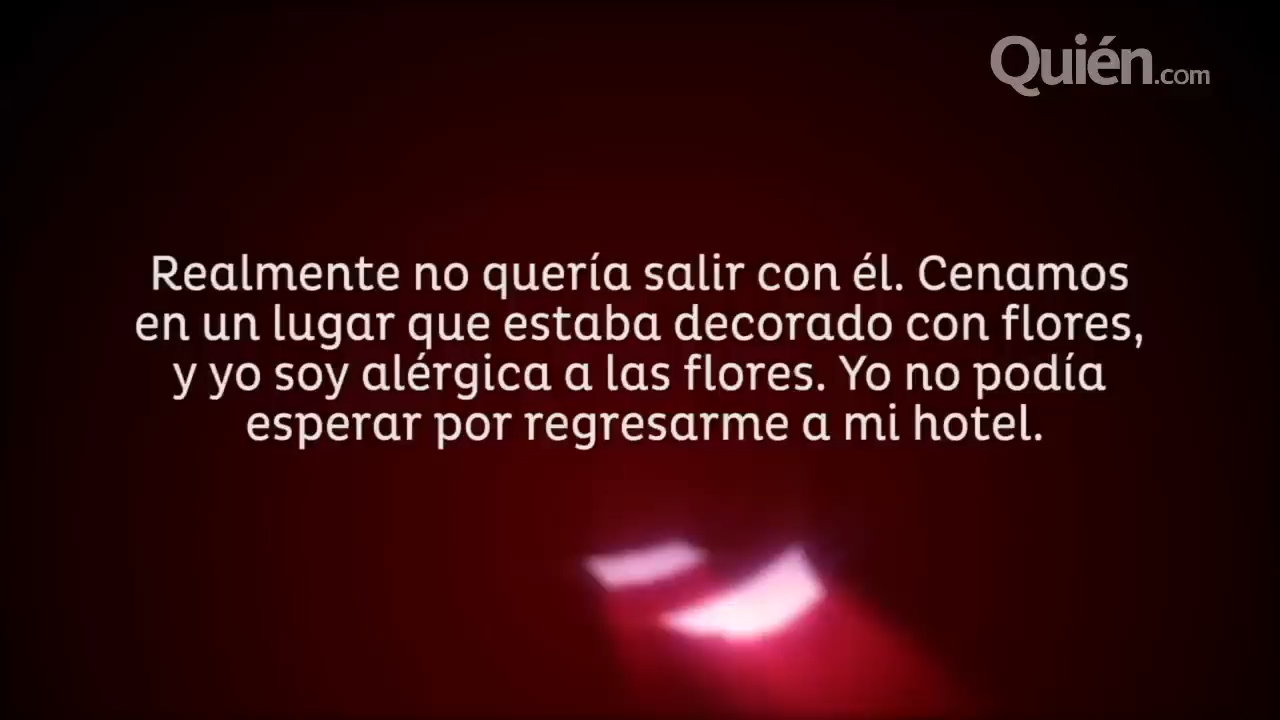 Quién.com
Realmente no quería salir con él. Cenamos
en un lugar que estaba decorado con flores,
y yo soy alérgica a las flores. Yo no podía
esperar por regresarme a mi hotel.